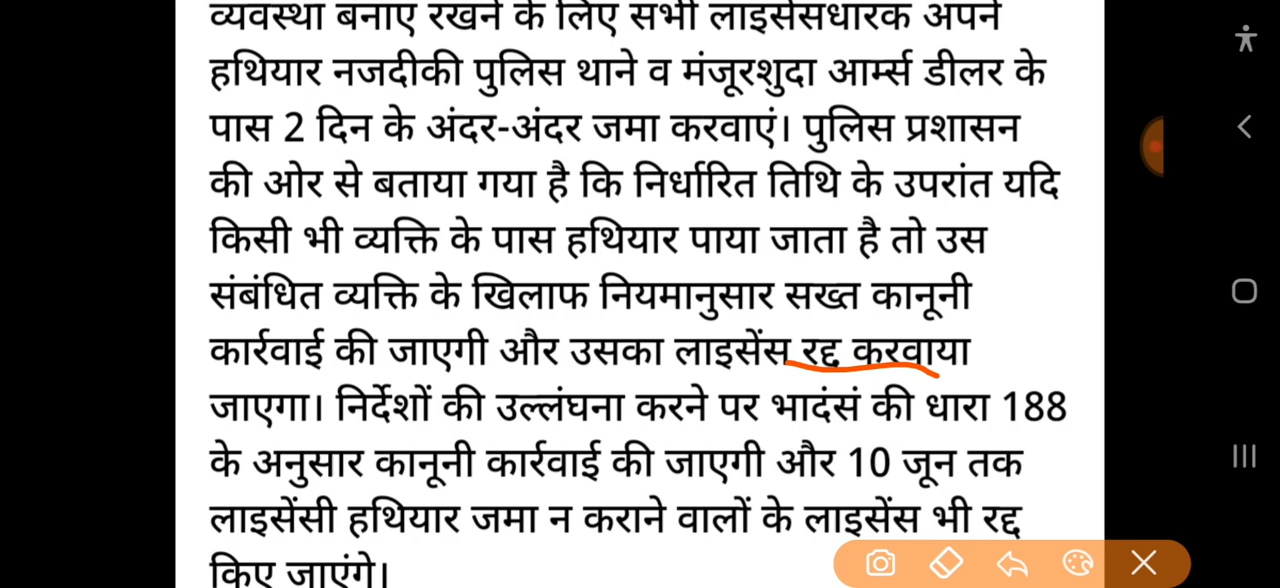 व्यवस्था बनाए रखने के लिए सभी लाइसेंसधारक अपने
हथियार नजदीकी पुलिस थाने व मंजूरशुदा आर्म्स डीलर के
पास 2 दिन के अंदर-अंदर जमा करवाएं। पुलिस प्रशासन
की ओर से बताया गया है कि निर्धारित तिथि के उपरांत यदि
किसी भी व्यक्ति के पास हथियार पाया जाता है तो उस
संबंधित व्यक्ति के खिलाफ नियमानुसार सख्त कानूनी
कार्रवाई की जाएगी और उसका लाइसेंस रद्द करवाया
जाएगा। निर्देशों की उल्लंघना करने पर भादंसं की धारा 188
के अनुसार कानूनी कार्रवाई की जाएगी और 10 जून तक
लाइसेंसी हथियार जमा न कराने वालों के लाइसेंस भी रद्द
किए जाएंगे।